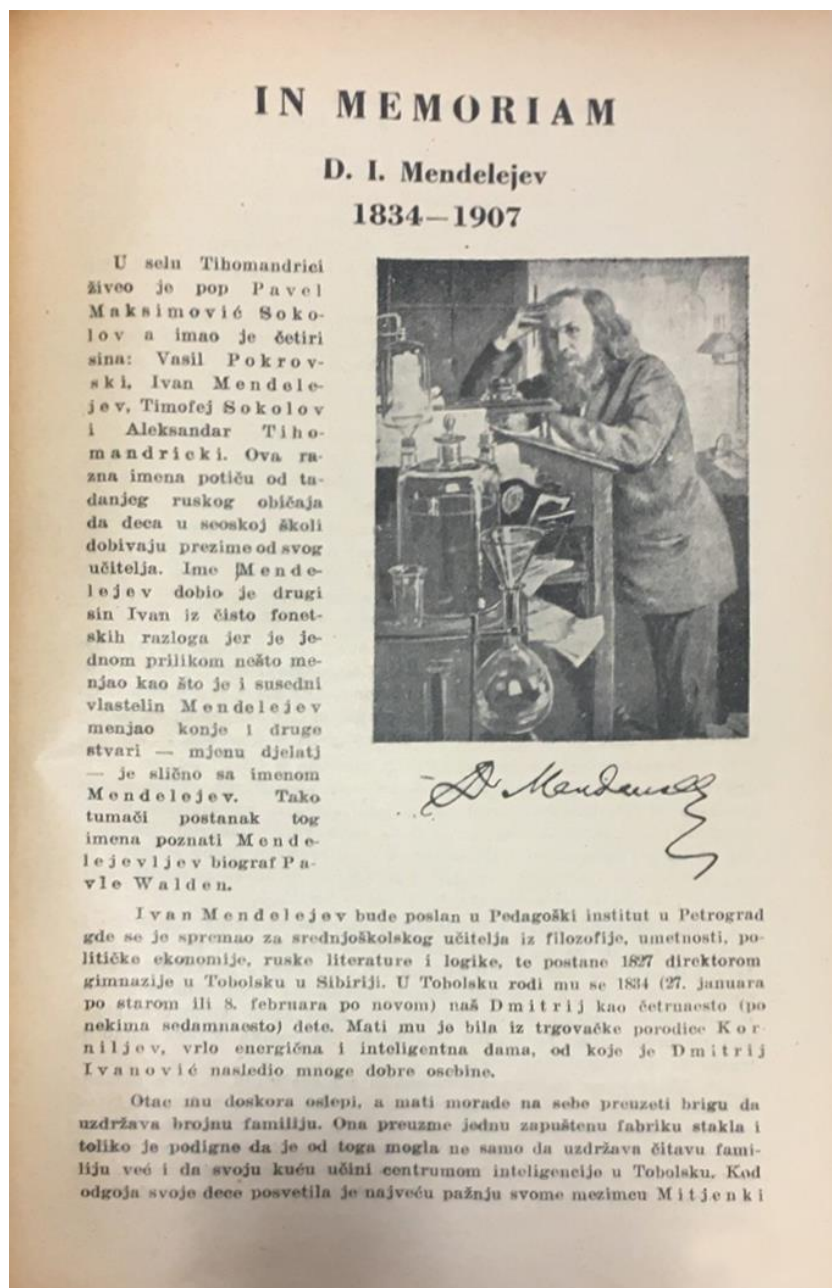 IN MEMORIAM
D. I. Mendelejev
1834—1907
U selu Tihomandrici
živeo je pop Pavel
Maksimović Soko-
lov a imao je četiri
sina: Vasil Pokrov-
ski, Ivan Mendele-
jev, Timofej Sokolov
i Aleksandar Tiho-
mandricki. Ova ra-
zna imena potiču od ta-
danjeg ruskog običaja
da deca u seoskoj školi
dobivaju prezime od svog
učitelja. Ime Mende-
lejev dobio je drugi
sin Ivan iz čisto fonet-
skih razloga jer je je-
dnom prilikom nešto me-
njao kao što je i susedni
vlastelin Mendelejev
menjao konje i druge
stvari — mjenu djelatj
— je slično sa imenom
Mendelejev. Tako
tumači postanak tog
imena poznati Mende-
lejevljev biograf Pa-
vle Walden.
Ivan Mendelejev bude poslan u Pedagoški institut u Petrograd
gde se je spremao za srednjoškolskog učitelja iz filozofije, umetnosti, po-
litičke ekonomije, ruske literature i logike, te postane 1827 direktorom
gimnazije u Tobolsku u Sibiriji. U Tobolsku rodi mu se 1834 (27. januara
po starom ili 8. februara po novom) naš Dmitrij kao četrnaesto (po
nekima sedamnaesto) dete. Mati mu je bila iz trgovačke porodice Kor-
niljev, vrlo energična i inteligentna dama, od koje je Dmitrij
Ivanović nasledio mnoge dobre osebine.
Otac mu doskora oslepi, a mati morade na sebe preuzeti brigu da
uzdržava brojnu familiju. Ona preuzme jednu zapuštenu fabriku stakla i
toliko je podigne da je od toga mogla ne samo da uzdržava čitavu fami-
liju već i da svoju kuću učini centrumom inteligencije u Tobolsku. Kod
odgoja svoje dece posvetila je najveću pažnju svome mezimcu Mitjenki